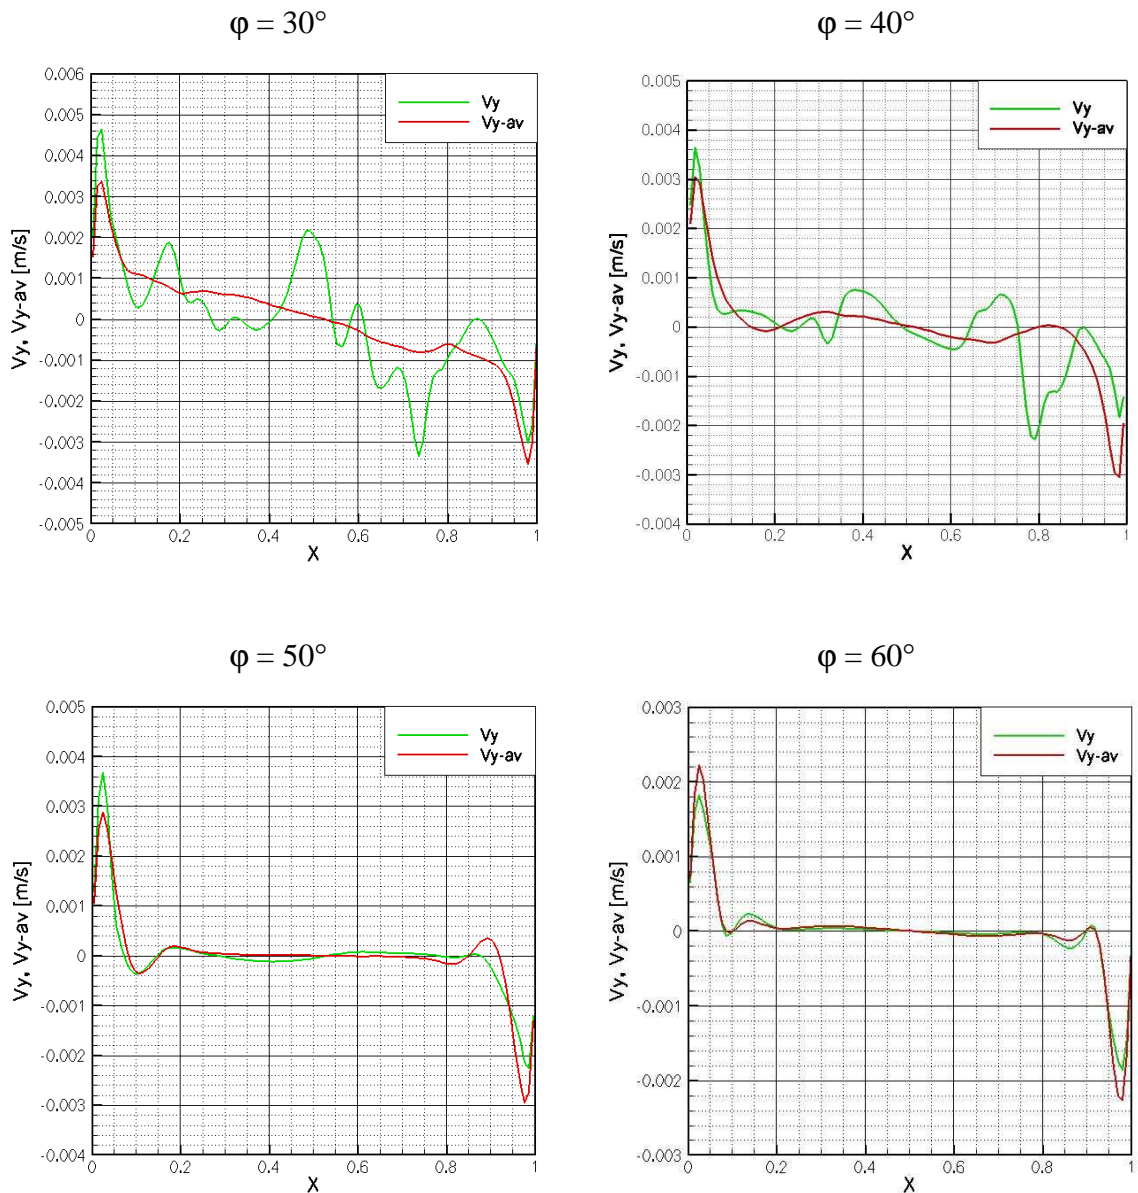 φ = 30°
φ = 40°
0.006
0.005
0.004
0.003
0.002
0.001
0
-0.001
-0.002
-0.003
-0.004
-0.005
Vy, Vy-av [m/s]
Vy
Vy-av
0 0.2 0.4 0.6 0.8 1
X
0.005
0.004
0.003
0.002
0.001
0
-0.001
-0.002
-0.003
-0.004
Vy, Vy-av [m/s]
Vy
Vy-av
0 0.2 0.4 0.6 0.8 1
X
φ = 50°
φ = 60°
0.005
0.004
0.003
0.002
0.001
0
-0.001
-0.002
-0.003
-0.004
Vy, Vy-av [m/s]
Vy
Vy-av
0 0.2 0.4 0.6 0.8 1
X
0.003
0.002
0.001
0
-0.001
-0.002
-0.003
Vy, Vy-av [m/s]
Vy
Vy-av
0 0.2 0.4 0.6 0.8 1
X